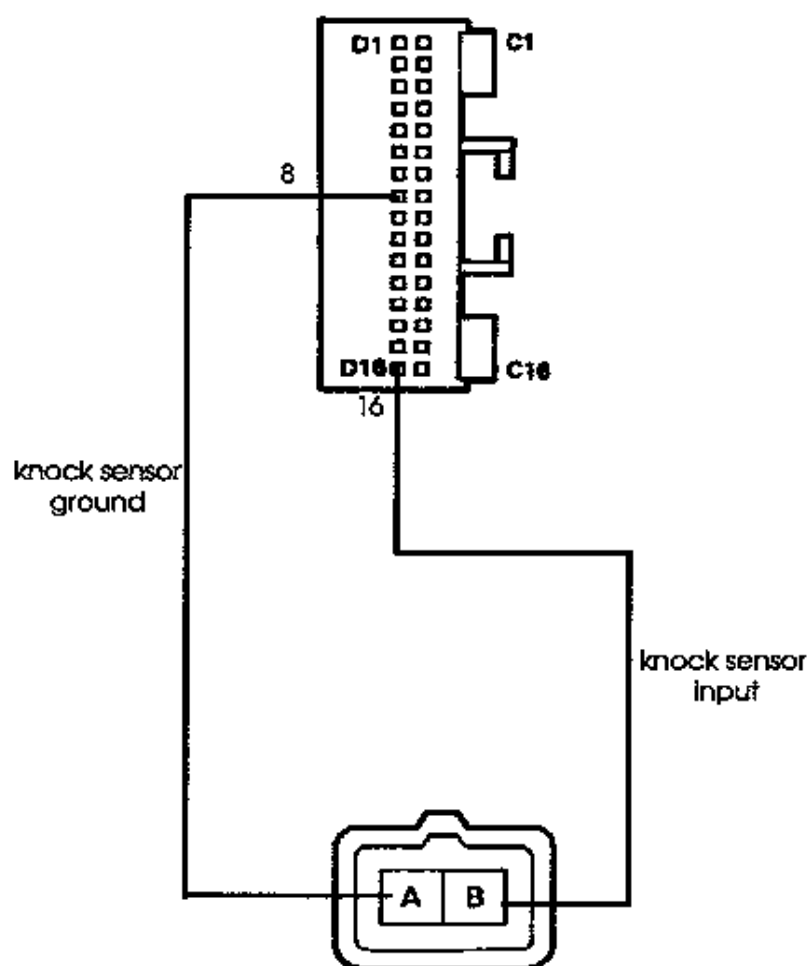 D1
C1
8
D16
C16
16
knock sensor
ground
knock sensor
input
A
B